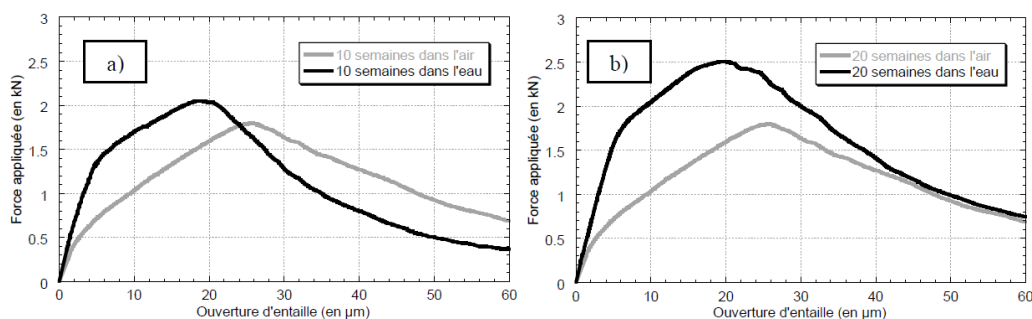 a)
10 semaines dans l'air
10 semaines dans l'eau
Force appliquée (en kN)
3
2.5
2
1.5
1
0.5
0
0 10 20 30 40 50 60
Ouverture d'entaille (en µm)
b)
20 semaines dans l'air
20 semaines dans l'eau
Force appliquée (en kN)
3
2.5
2
1.5
1
0.5
0
0 10 20 30 40 50 60
Ouverture d'entaille (en µm)